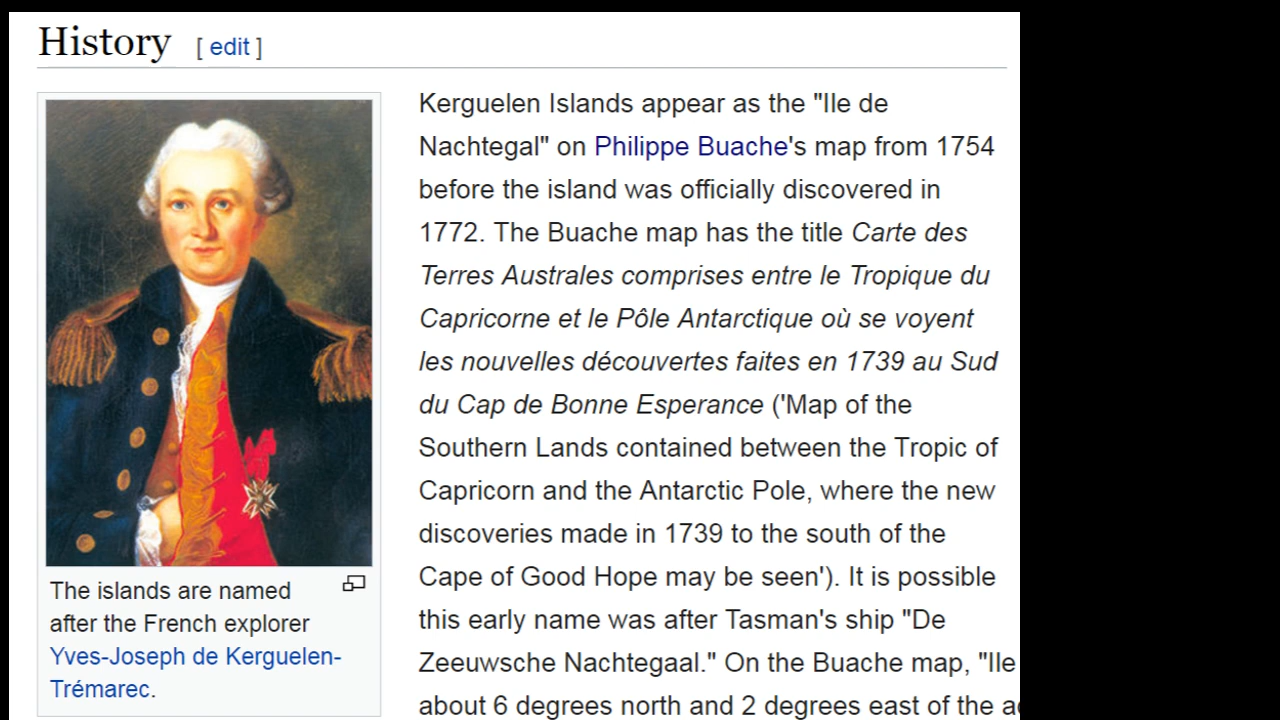 History [ edit ]
Kerguelen Islands appear as the "Ile de
Nachtegal" on Philippe Buache's map from 1754
before the island was officially discovered in
1772. The Buache map has the title Carte des
Terres Australes comprises entre le Tropique du
Capricorne et le Pôle Antarctique où se voyent
les nouvelles découvertes faites en 1739 au Sud
du Cap de Bonne Esperance ('Map of the
Southern Lands contained between the Tropic of
Capricorn and the Antarctic Pole, where the new
discoveries made in 1739 to the south of the
Cape of Good Hope may be seen'). It is possible
this early name was after Tasman's ship "De
Zeeuwsche Nachtegaal." On the Buache map, "Ile
about 6 degrees north and 2 degrees east of the
The islands are named
after the French explorer
Yves-Joseph de Kerguelen-
Trémarec.